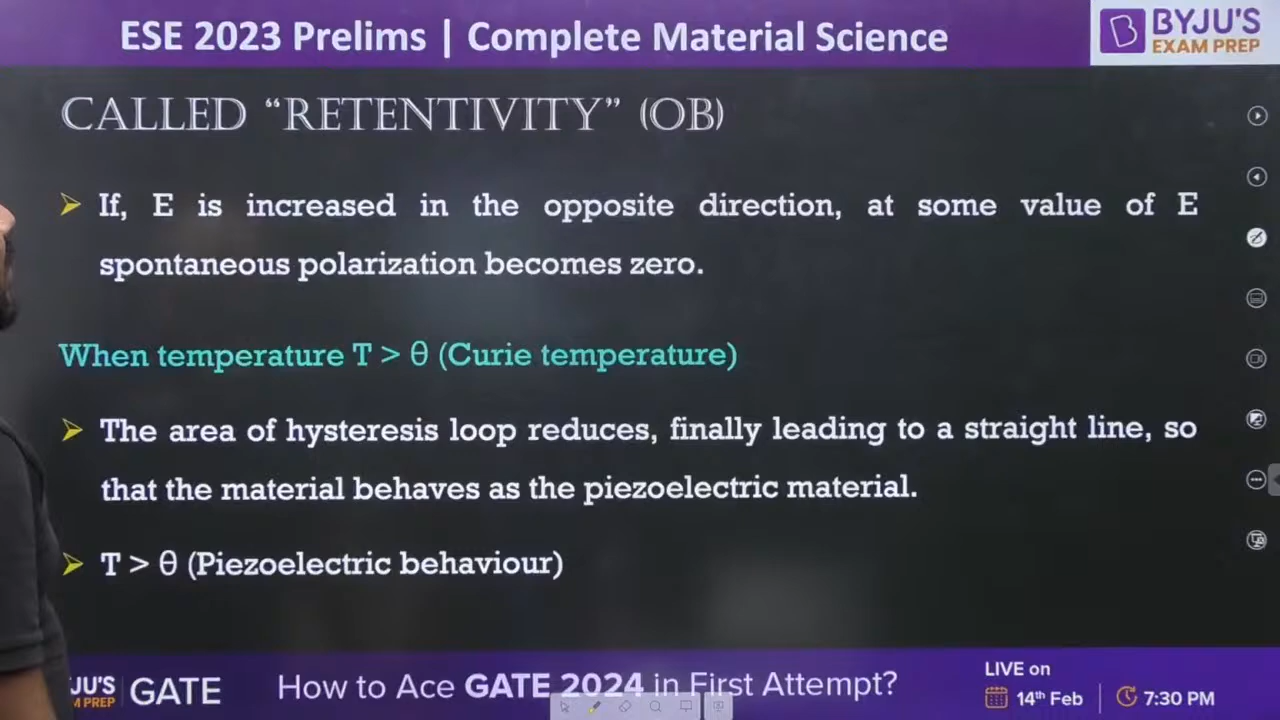 ESE 2023 Prelims | Complete Material Science
BYJU'S
EXAM PREP
CALLED “RETENTIVITY” (OB)
If, E is increased in the opposite direction, at some value of E
spontaneous polarization becomes zero.
When temperature T > θ (Curie temperature)
The area of hysteresis loop reduces, finally leading to a straight line, so
that the material behaves as the piezoelectric material.
T > θ (Piezoelectric behaviour)
JU'S
M PREP
GATE
How to Ace GATE 2024 in First Attempt?
LIVE on
14th Feb
7:30 PM